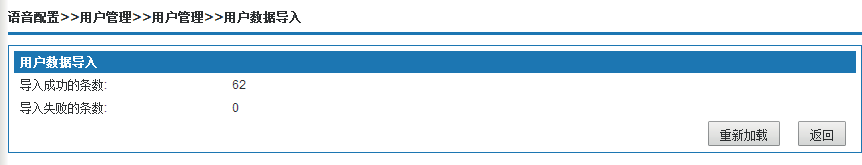 语音配置>>用户管理>>用户管理>>用户数据导入
用户数据导入
导入成功的条数: 62
导入失败的条数: 0
重新加载 返回